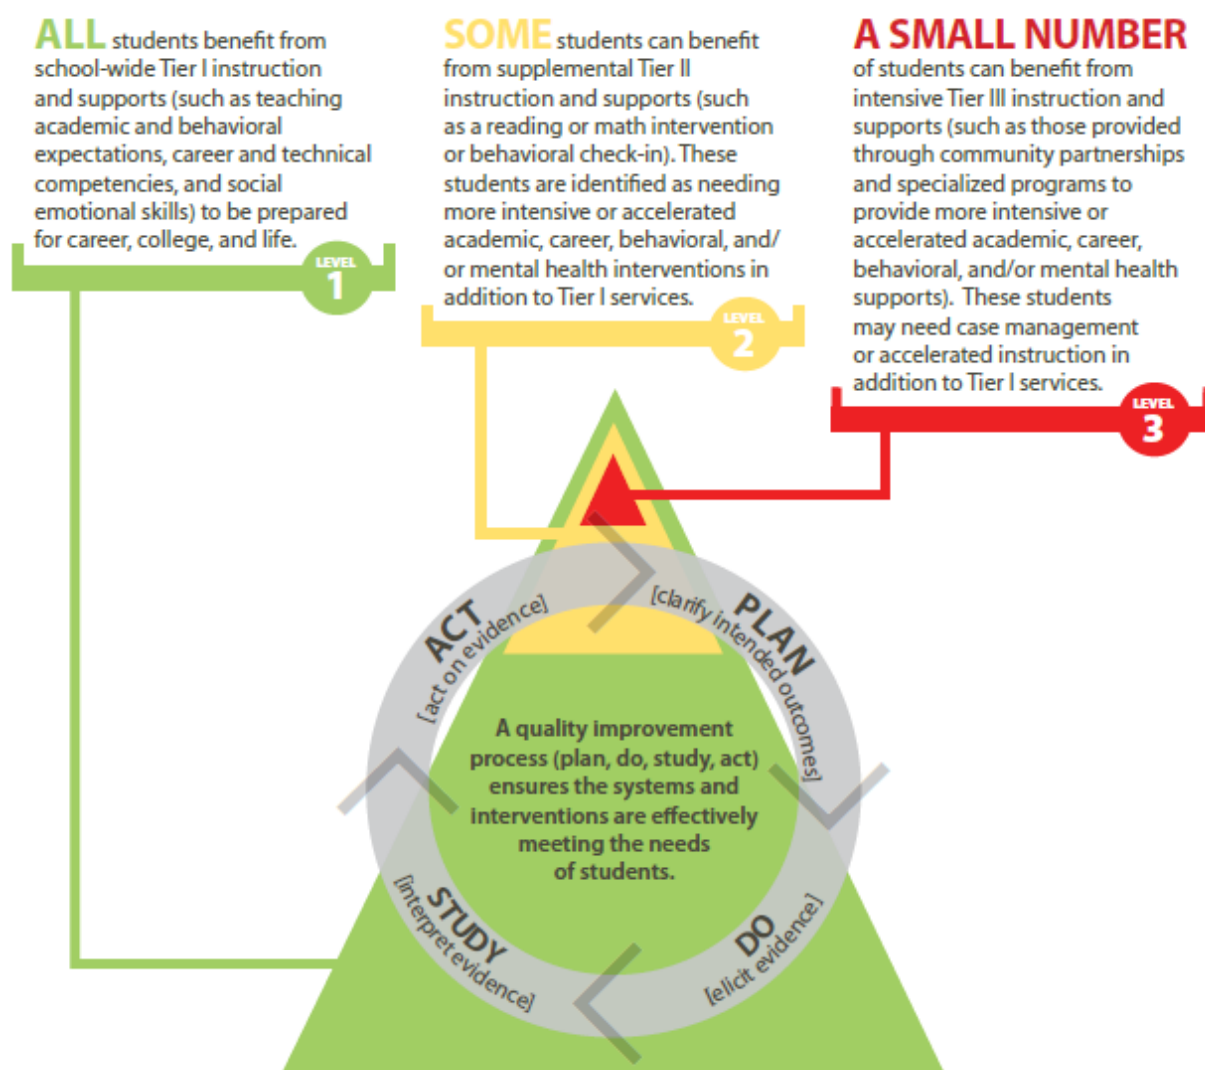 ALL students benefit from
school-wide Tier I instruction
and supports (such as teaching
academic and behavioral
expectations, career and technical
competencies, and social
emotional skills) to be prepared
for career, college, and life.
LEVEL
1
SOME students can benefit
from supplemental Tier II
instruction and supports (such
as a reading or math intervention
or behavioral check-in). These
students are identified as needing
more intensive or accelerated
academic, career, behavioral, and/
or mental health interventions in
addition to Tier I services.
LEVEL
2
A SMALL NUMBER
of students can benefit from
intensive Tier III instruction and
supports (such as those provided
through community partnerships
and specialized programs to
provide more intensive or
accelerated academic, career,
behavioral, and/or mental health
supports). These students
may need case management
or accelerated instruction in
addition to Tier I services.
LEVEL
3
PLAN
[clarify intended outcomes]
DO
[elicit evidence]
STUDY
[interpret evidence]
ACT
[act on evidence]
A quality improvement
process (plan, do, study, act)
ensures the systems and
interventions are effectively
meeting the needs
of students.